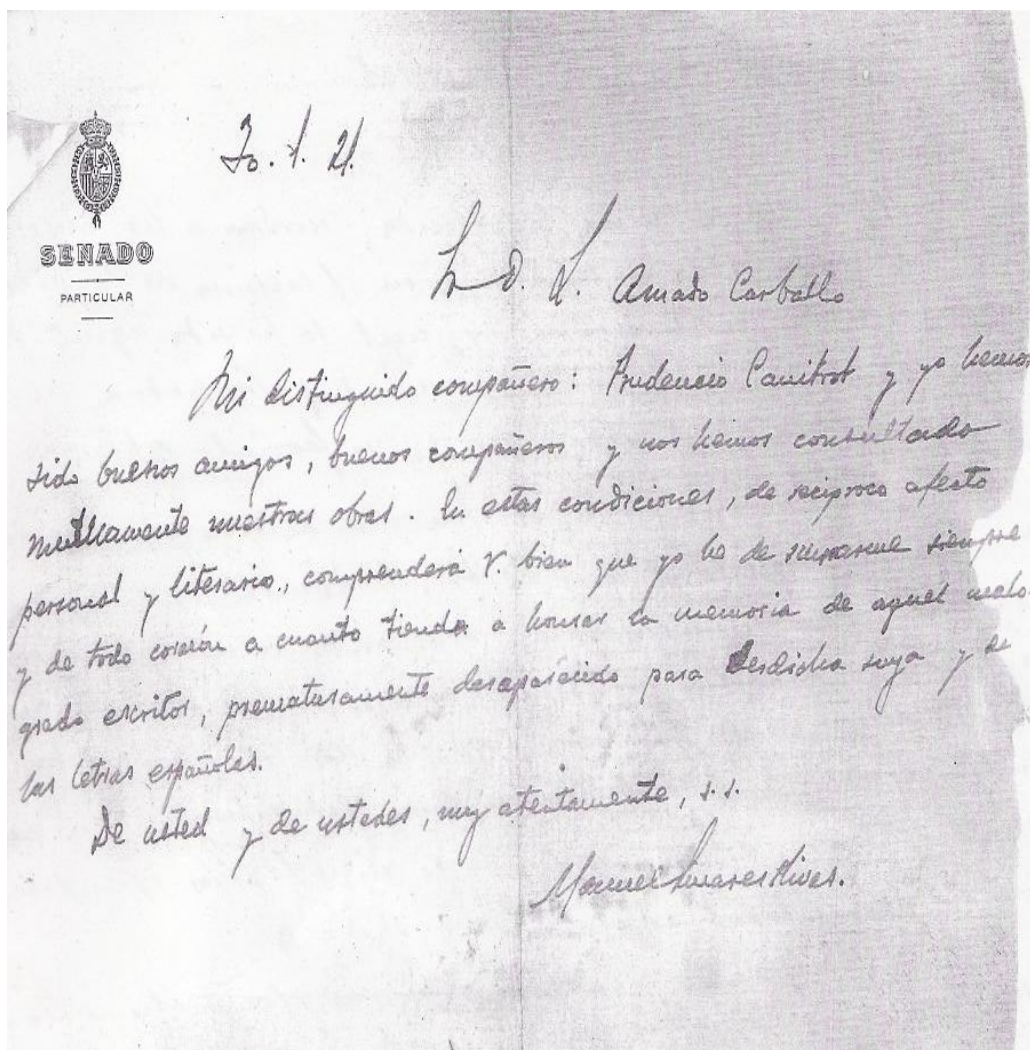 SENADO
PARTICULAR
30. 1. 21.
Sr D. L. Amado Carballo
Mi distinguido compañero: Prudencio Canitrot y yo hemos
sido buenos amigos, buenos compañeros y nos hemos consultado
mutuamente nuestras obras. En estas condiciones, de recíproco afecto
personal y literario, comprenderá V. bien que yo he de sumarme siempre
y de todo corazón a cuanto tienda a honrar la memoria de aquel malo-
grado escritor, prematuramente desaparecido para desdicha suya y de
las letras españolas.
De usted y de ustedes, muy atentamente, s. s.
Manuel Linares Rivas.